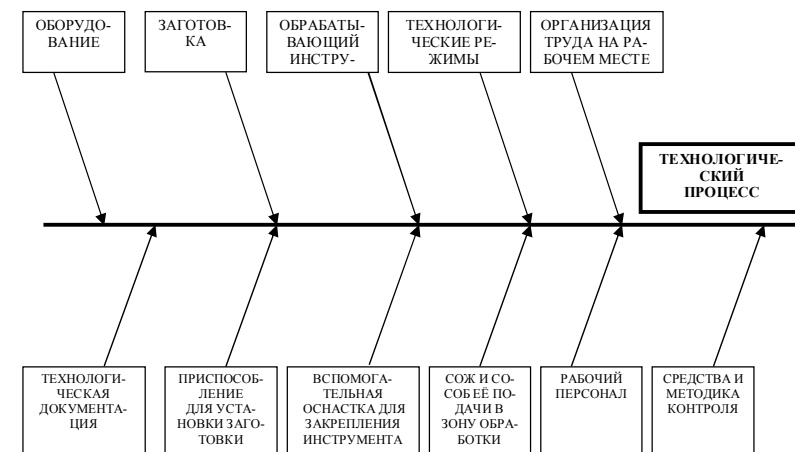 ОБОРУДО-
ВАНИЕ
ЗАГОТОВ-
КА
ОБРАБАТЫ-
ВАЮЩИЙ
ИНСТРУ-
ТЕХНОЛОГИ-
ЧЕСКИЕ РЕ-
ЖИМЫ
ОРГАНИЗАЦИЯ
ТРУДА НА РА-
БОЧЕМ МЕСТЕ
ТЕХНОЛОГИЧЕ-
СКИЙ
ПРОЦЕСС
ТЕХНОЛОГИ-
ЧЕСКАЯ
ДОКУМЕНТА-
ЦИЯ
ПРИСПОСОБ-
ЛЕНИЕ
ДЛЯ УСТА-
НОВКИ ЗАГО-
ТОВКИ
ВСПОМОГА-
ТЕЛЬНАЯ
ОСНАСТКА ДЛЯ
ЗАКРЕПЛЕНИЯ
ИНСТРУМЕНТА
СОЖ И СО-
СОБ ЕЁ ПО-
ДАЧИ В
ЗОНУ ОБРА-
БОТКИ
РАБОЧИЙ
ПЕРСОНАЛ
СРЕДСТВА И
МЕТОДИКА
КОНТРОЛЯ